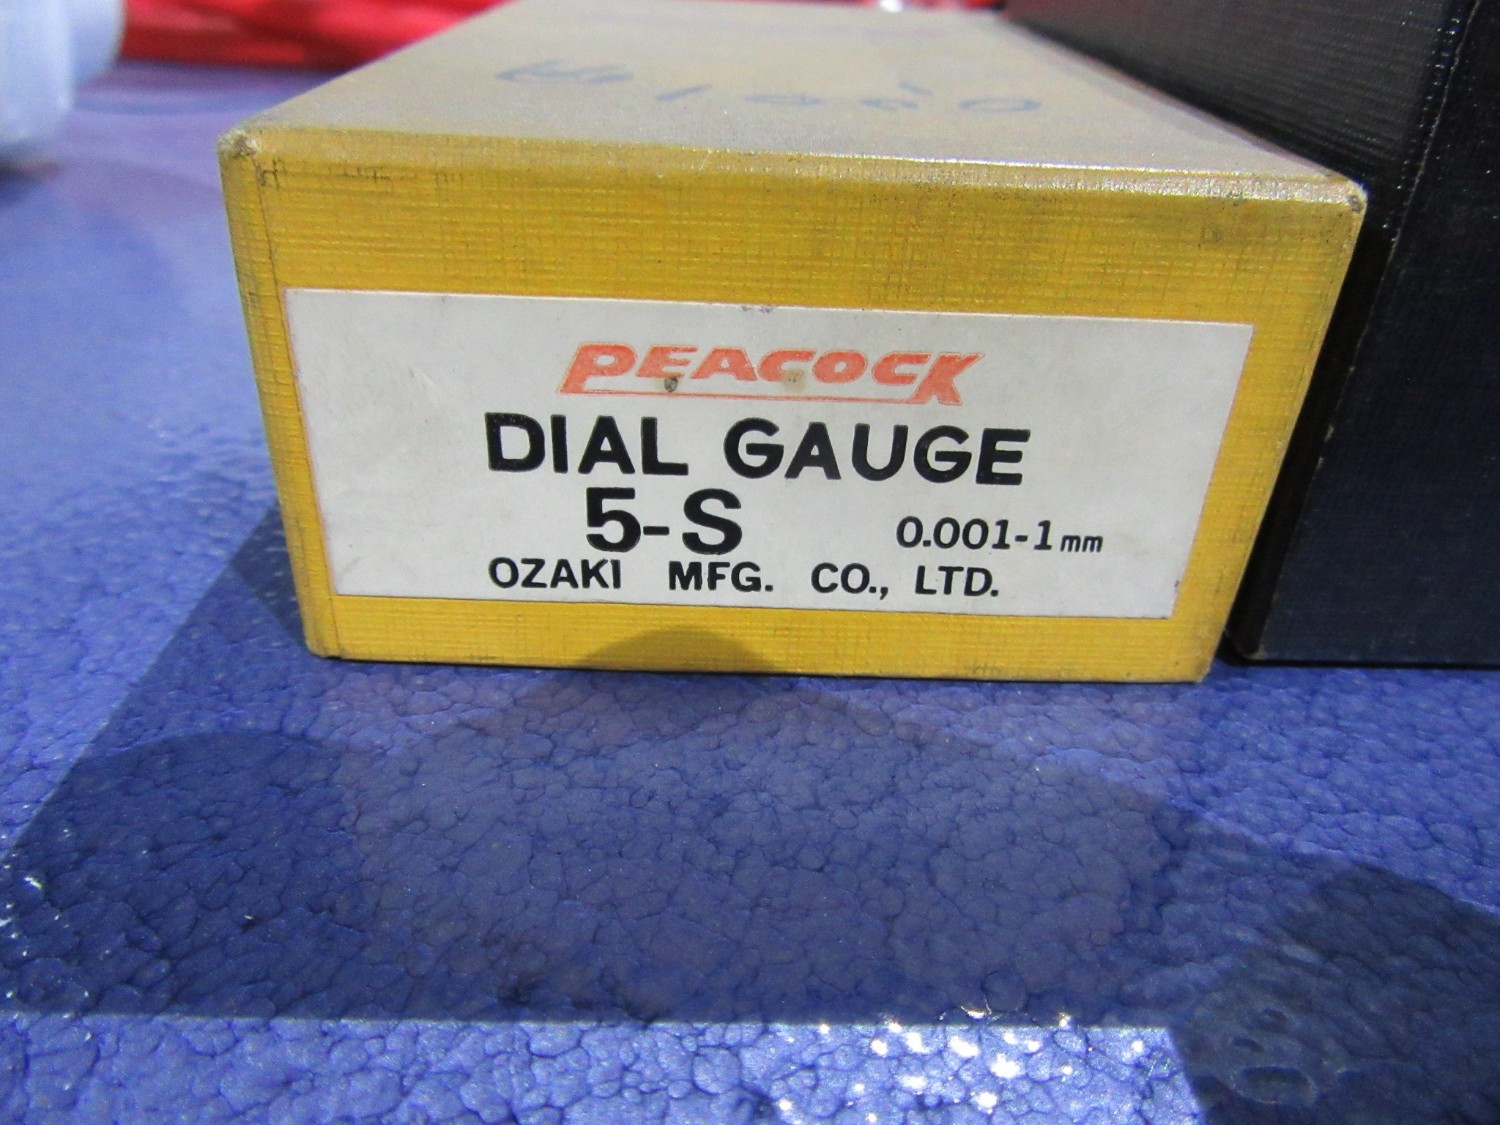 PEACOCK
DIAL GAUGE
5-S 0.001-1mm
OZAKI MFG. CO., LTD.